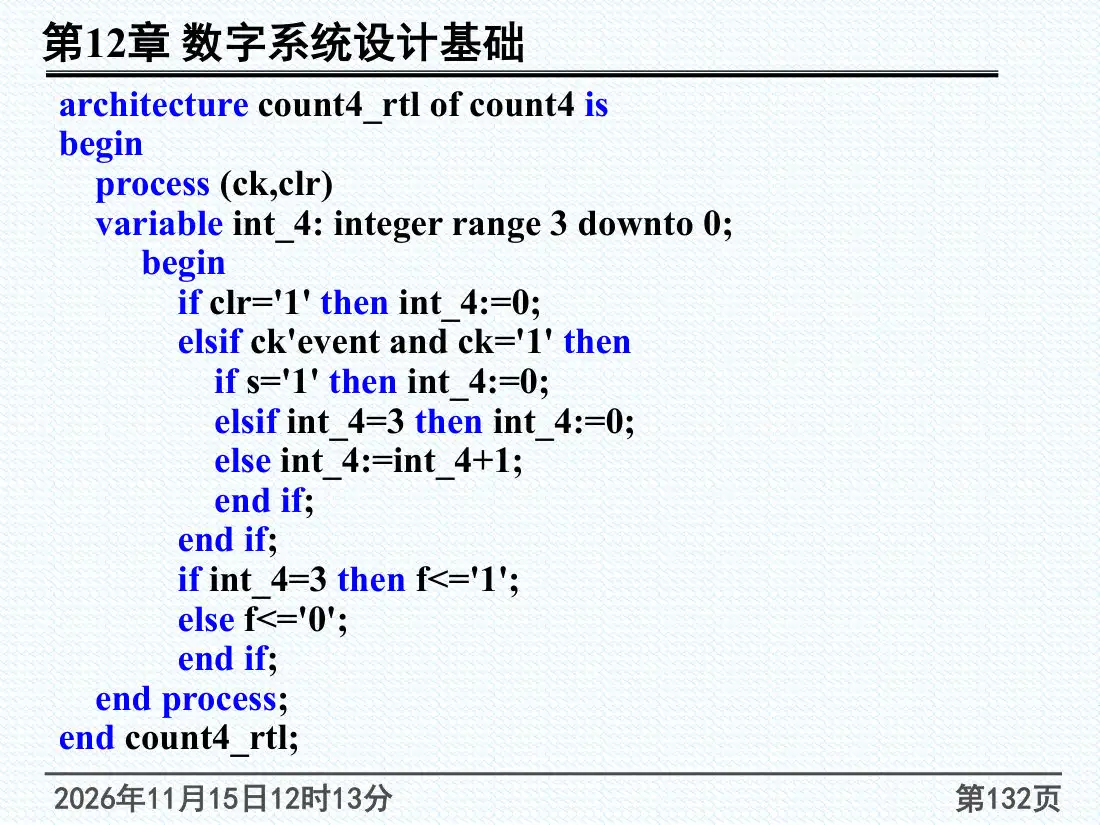 第12章 数字系统设计基础
architecture count4_rtl of count4 is
begin
process (ck,clr)
variable int_4: integer range 3 downto 0;
begin
if clr='1' then int_4:=0;
elsif ck'event and ck='1' then
if s='1' then int_4:=0;
elsif int_4=3 then int_4:=0;
else int_4:=int_4+1;
end if;
end if;
if int_4=3 then f<='1';
else f<='0';
end if;
end process;
end count4_rtl;
2026年11月15日12时13分 第132页